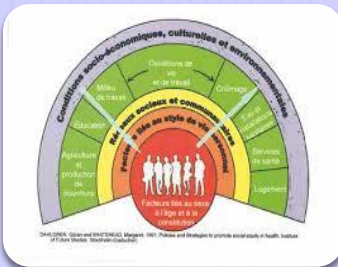 Conditions socio-économiques, culturelles et environnementales
Conditions de
vie
et de travail
Milieu
de travail
Chômage
Education
Eau et
installations
sanitaires
Réseaux sociaux et communautaires
Facteurs liés au style de vie personnel
Agriculture
et
production
de
nourriture
Services
de santé
Logement
Facteurs liés au sexe
à l'âge et à la
constitution
DAHLGREN, Göran and WHITEHEAD, Margaret, 1991, Policies and Strategies to promote social equity in health, Institute
of Future Studies, Stockholm (traduction)